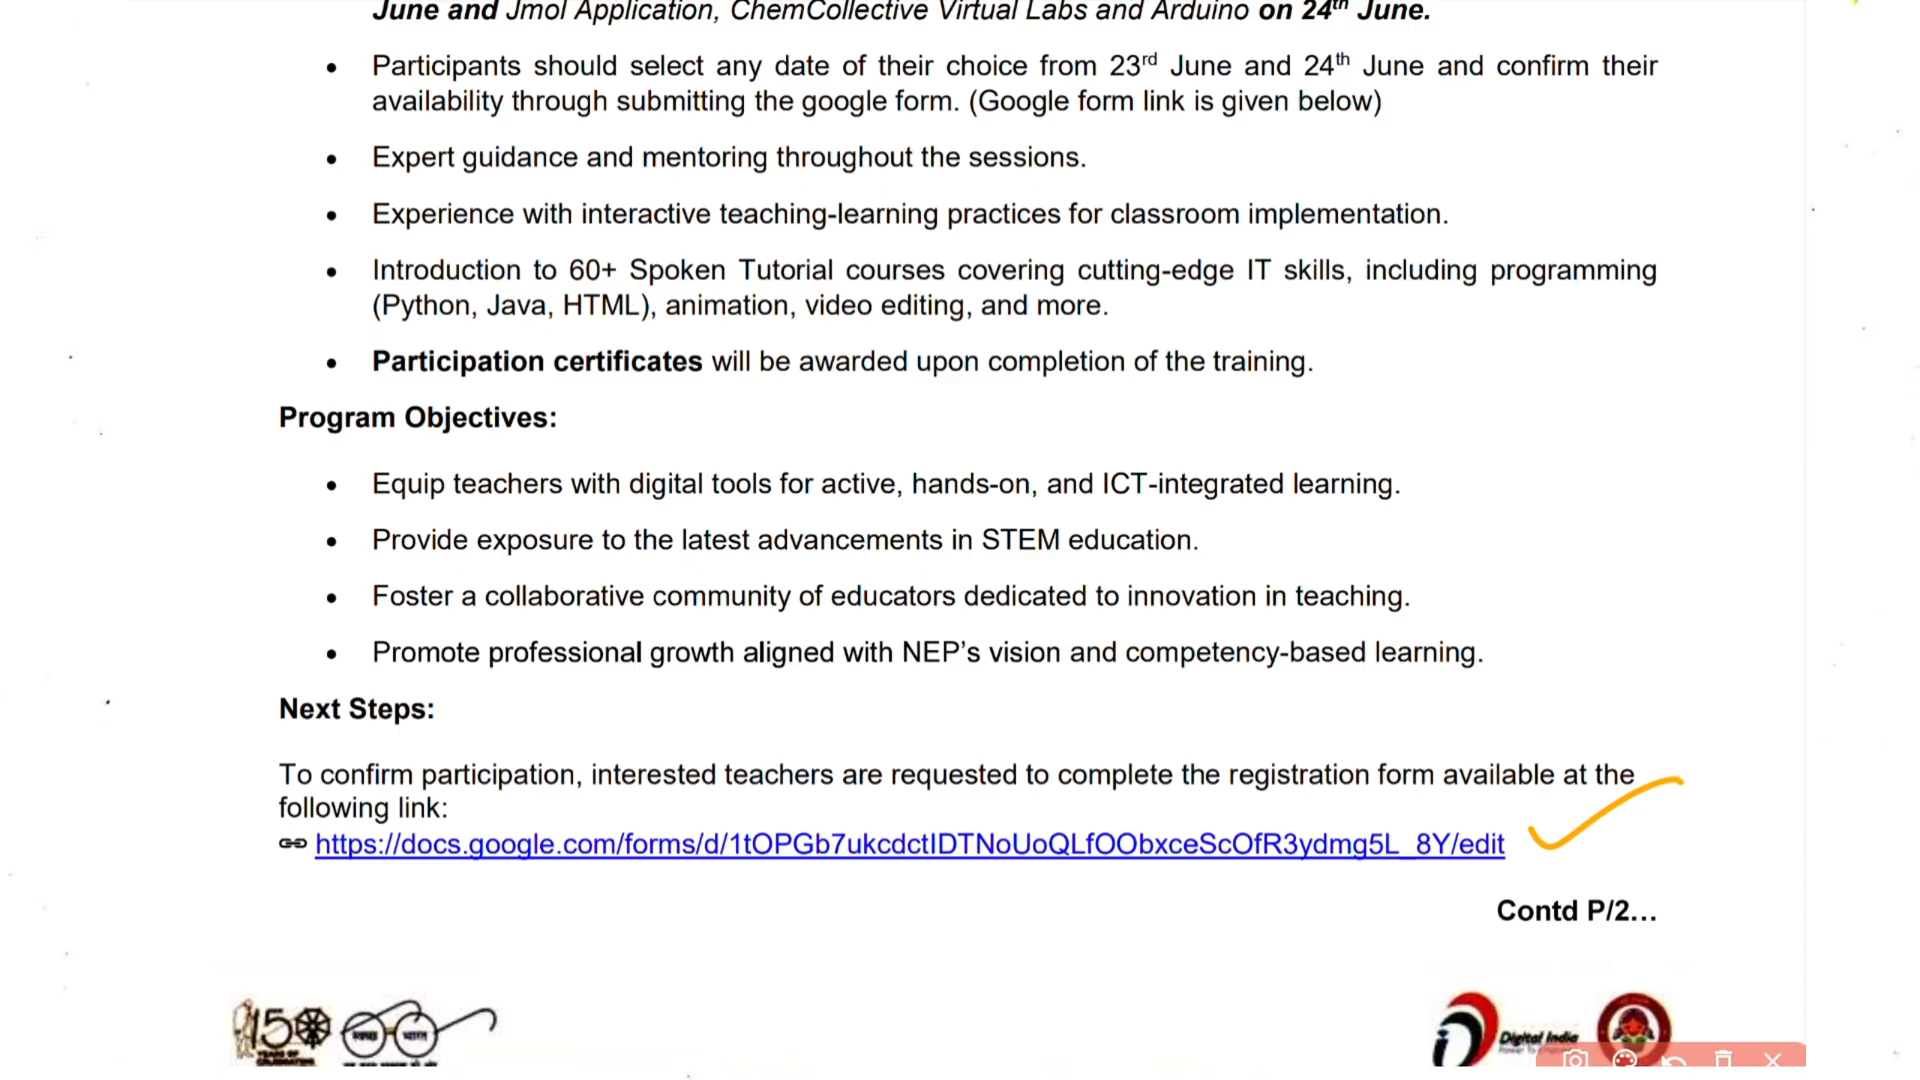 June and Jmol Application, ChemCollective Virtual Labs and Arduino on 24th June.
• Participants should select any date of their choice from 23rd June and 24th June and confirm their
availability through submitting the google form. (Google form link is given below)
• Expert guidance and mentoring throughout the sessions.
• Experience with interactive teaching-learning practices for classroom implementation.
• Introduction to 60+ Spoken Tutorial courses covering cutting-edge IT skills, including programming
(Python, Java, HTML), animation, video editing, and more.
• Participation certificates will be awarded upon completion of the training.
Program Objectives:
• Equip teachers with digital tools for active, hands-on, and ICT-integrated learning.
• Provide exposure to the latest advancements in STEM education.
• Foster a collaborative community of educators dedicated to innovation in teaching.
• Promote professional growth aligned with NEP’s vision and competency-based learning.
Next Steps:
To confirm participation, interested teachers are requested to complete the registration form available at the
following link:
https://docs.google.com/forms/d/1tOPGb7ukcdctIDTNoUoQLfOObxceScOfR3ydmg5L_8Y/edit
Contd P/2…
150
YEARS OF
Digital India